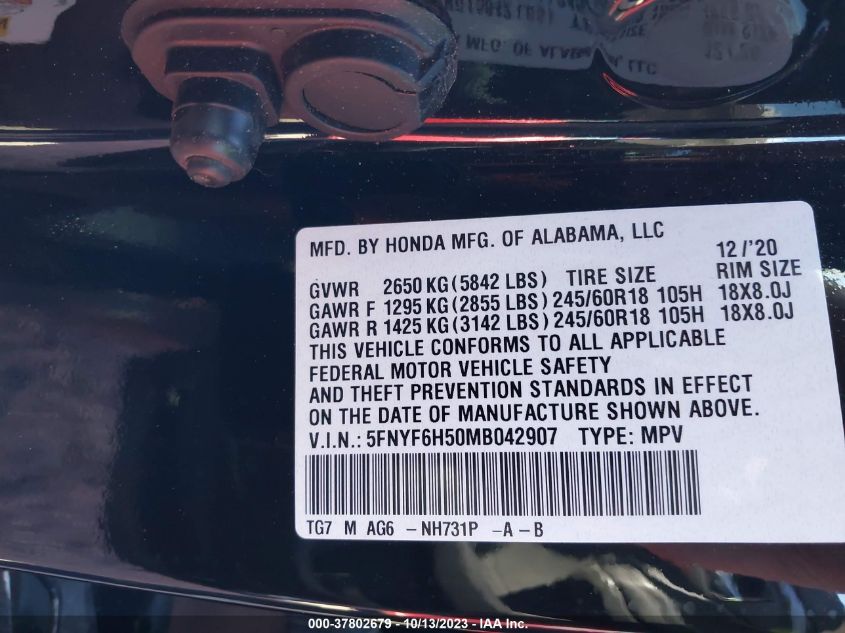 MFD. BY HONDA MFG. OF ALABAMA, LLC 12/'20
GVWR 2650 KG (5842 LBS) TIRE SIZE RIM SIZE
GAWR F 1295 KG (2855 LBS) 245/60R18 105H 18X8.0J
GAWR R 1425 KG (3142 LBS) 245/60R18 105H 18X8.0J
THIS VEHICLE CONFORMS TO ALL APPLICABLE
FEDERAL MOTOR VEHICLE SAFETY
AND THEFT PREVENTION STANDARDS IN EFFECT
ON THE DATE OF MANUFACTURE SHOWN ABOVE.
V.I.N.: 5FNYF6H50MB042907 TYPE: MPV
TG7 M AG6 -NH731P -A-B
000-37802679 - 10/13/2023 - www.iaai.com